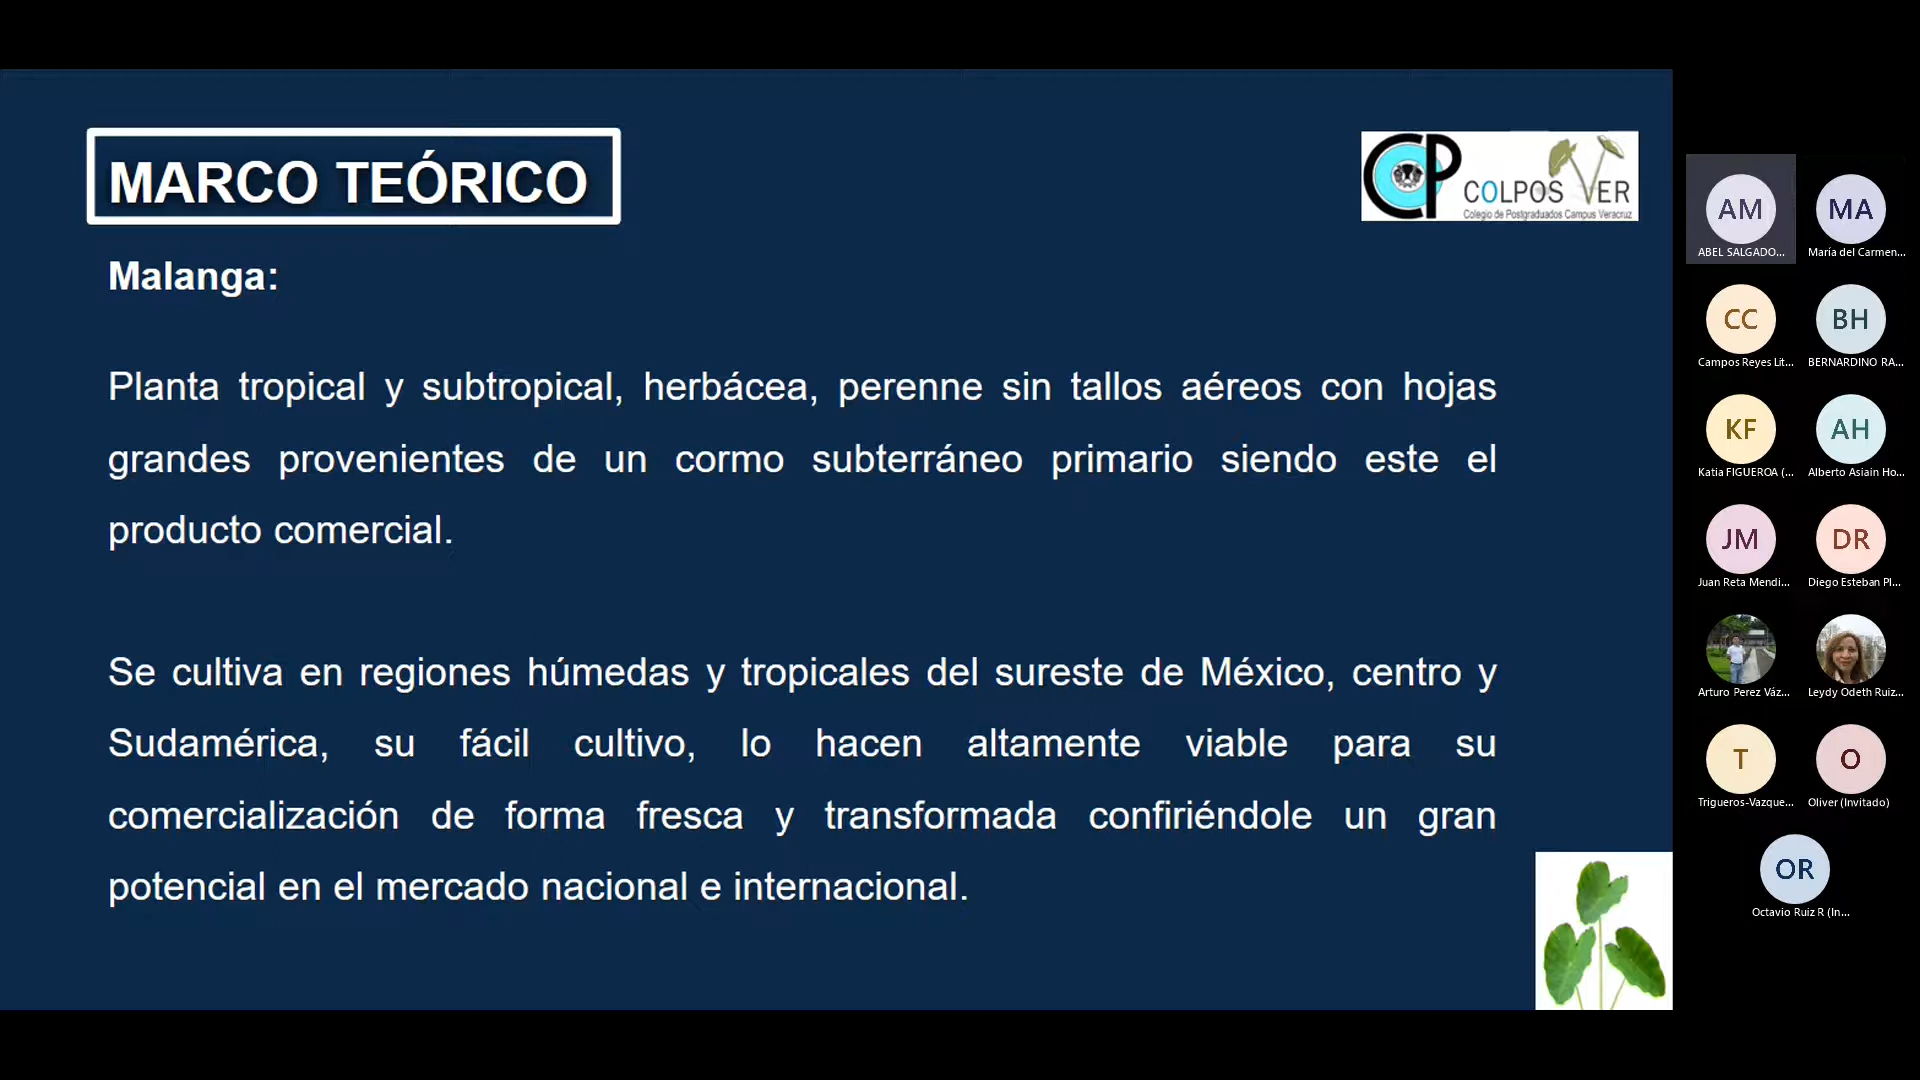 MARCO TEÓRICO
CP COLPOS VER
Colegio de Postgraduados Campus Veracruz
Malanga:
Planta tropical y subtropical, herbácea, perenne sin tallos aéreos con hojas
grandes provenientes de un cormo subterráneo primario siendo este el
producto comercial.
Se cultiva en regiones húmedas y tropicales del sureste de México, centro y
Sudamérica, su fácil cultivo, lo hacen altamente viable para su
comercialización de forma fresca y transformada confiriéndole un gran
potencial en el mercado nacional e internacional.
AM
ABEL SALGADO...
MA
María del Carmen...
CC
Campos Reyes Lit...
BH
BERNARDINO RA...
KF
Katia FIGUEROA (...
AH
Alberto Asiain Ho...
JM
Juan Reta Mendi...
DR
Diego Esteban Pl...
Arturo Perez Váz...
Leydy Odeth Ruiz...
T
Trigueros-Vazque...
O
Oliver (Invitado)
OR
Octavio Ruiz R (In...